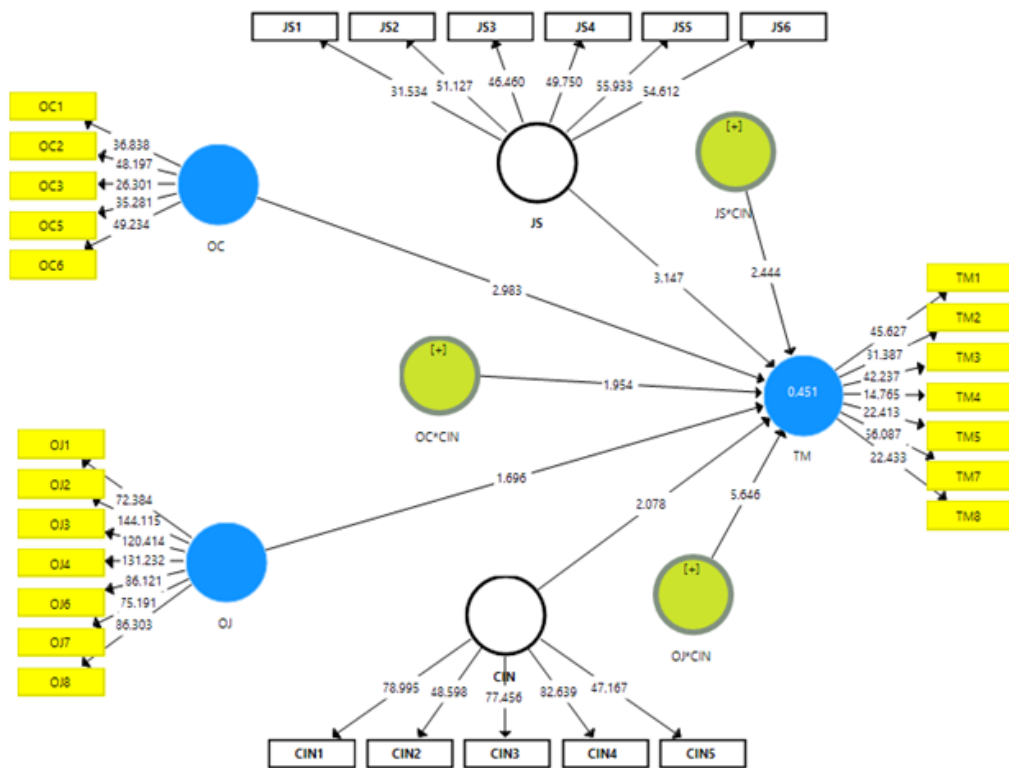 JS1 JS2 JS3 JS4 JS5 JS6
31.534 51.127 46.460 49.750 55.933 54.612
JS
OC1
OC2
OC3
OC5
OC6
36.838
48.197
26.301
35.281
49.234
OC
[+]
JS*CIN
2.983
3.147
2.444
[+]
OC*CIN
1.954
0.451
TM
TM1
TM2
TM3
TM4
TM5
TM7
TM8
45.627
31.387
42.237
14.765
22.413
56.087
22.433
OJ1
OJ2
OJ3
OJ4
OJ6
OJ7
OJ8
72.384
144.115
120.414
131.232
86.121
75.191
86.303
OJ
1.696
2.078
5.646
[+]
OJ*CIN
CIN
78.995 48.598 77.456 82.639 47.167
CIN1 CIN2 CIN3 CIN4 CIN5